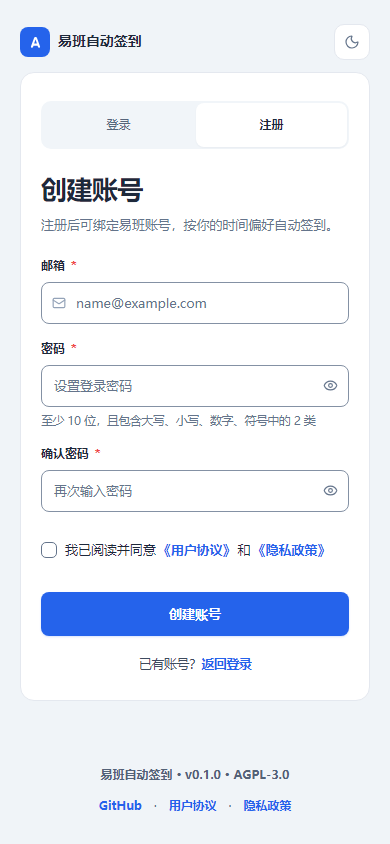 A 易班自动签到
登录 注册
创建账号
注册后可绑定易班账号，按你的时间偏好自动签到。
邮箱 *
name@example.com
密码 *
设置登录密码
至少 10 位，且包含大写、小写、数字、符号中的 2 类
确认密码 *
再次输入密码
我已阅读并同意《用户协议》和《隐私政策》
创建账号
已有账号？返回登录
易班自动签到 • v0.1.0 • AGPL-3.0
GitHub · 用户协议 · 隐私政策